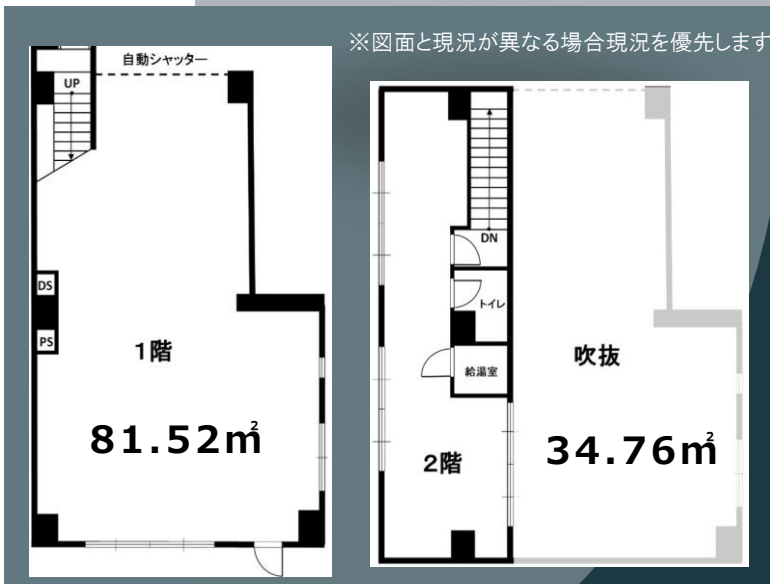 ※図面と現況が異なる場合現況を優先します
自動シャッター
UP
DS
PS
1階
81.52㎡
DN
トイレ
給湯室
吹抜
2階
34.76㎡